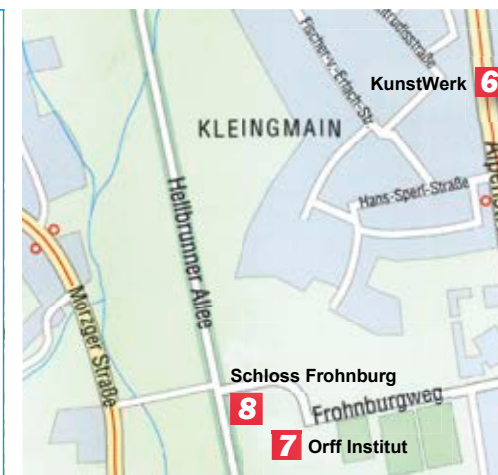 Fischer-v.-Erlach-Str.
KunstWerk 6
KLEINGMAIN
Hans-Sperl-Straße
Hellbrunner Allee
Morzger Straße
Schloss Frohnburg
8
Frohnburgweg
7 Orff Institut